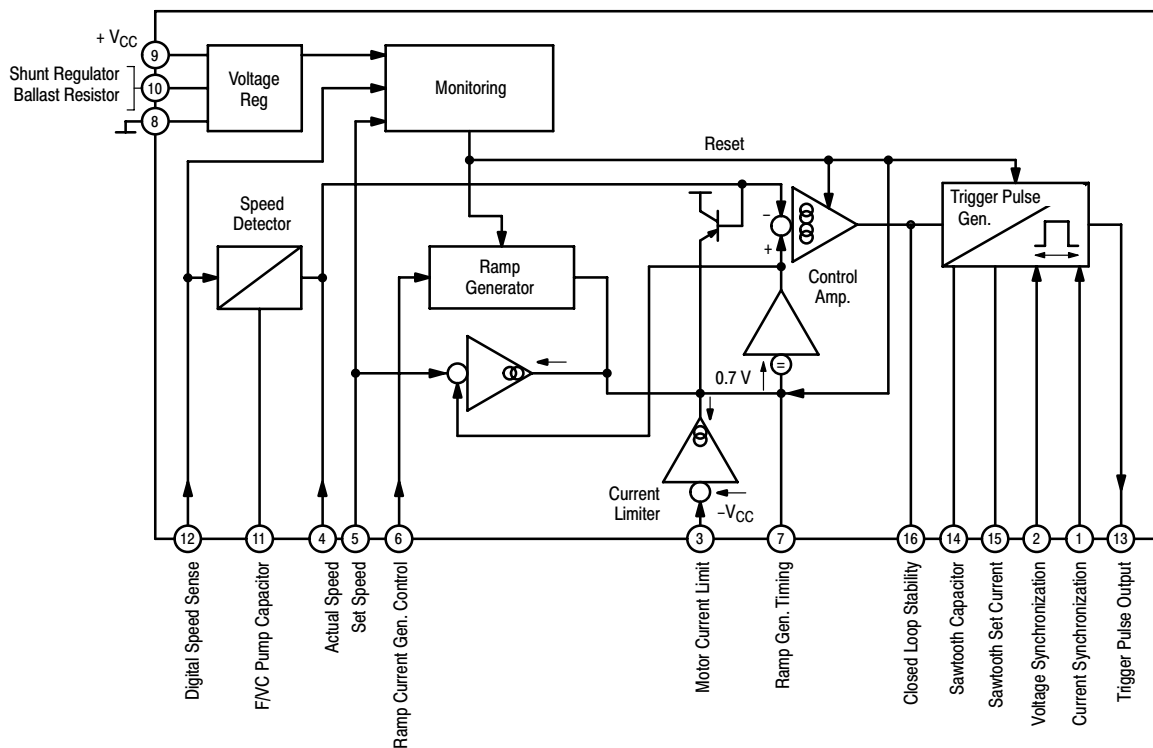 + VCC
9
Shunt Regulator
Ballast Resistor
10
8
Voltage
Reg
Monitoring
Reset
Speed
Detector
Ramp
Generator
–
+
Control
Amp.
Trigger Pulse
Gen.
=
0.7 V
Current
Limiter
–VCC
12
11
4
5
6
3
7
16
14
15
2
1
13
Digital Speed Sense
F/VC Pump Capacitor
Actual Speed
Set Speed
Ramp Current Gen. Control
Motor Current Limit
Ramp Gen. Timing
Closed Loop Stability
Sawtooth Capacitor
Sawtooth Set Current
Voltage Synchronization
Current Synchronization
Trigger Pulse Output